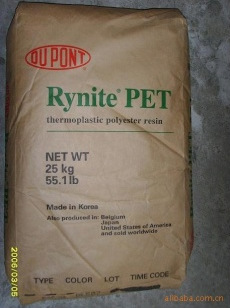 DU PONT
Rynite® PET
thermoplastic polyester resin
NET WT
25 kg
55.1 lb
Made in Korea
Also produced in: Belgium
Japan
United States of America
and sold worldwide
TYPE COLOR LOT TIME CODE
2006/03/06
alibaba.com.cn